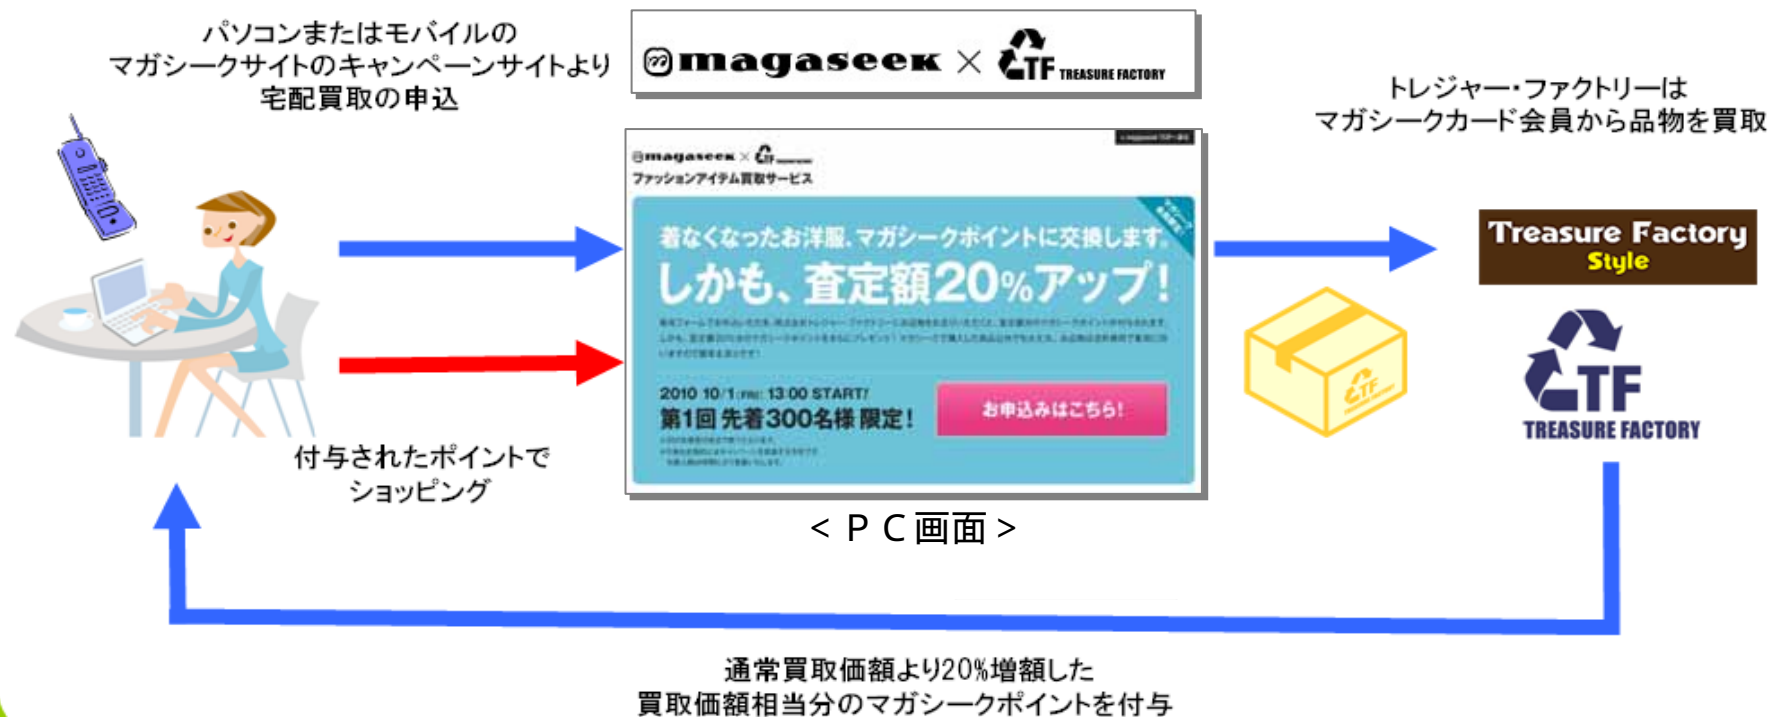 パソコンまたはモバイルの
マガシークサイトのキャンペーンサイトより
宅配買取の申込
magaseek × TF TREASURE FACTORY
トレジャー・ファクトリーは
マガシークカード会員から品物を買取
magaseek × TF
ファッションアイテム買取サービス
着なくなったお洋服、マガシークポイントに交換します。
しかも、査定額20%アップ!
2010 10/1(FRI) 13:00 START!
第1回 先着300名様 限定!
お申込みはこちら!
Treasure Factory
Style
TF
TREASURE FACTORY
TF
TREASURE FACTORY
付与されたポイントで
ショッピング
<PC画面>
通常買取価額より20%増額した
買取価額相当分のマガシークポイントを付与